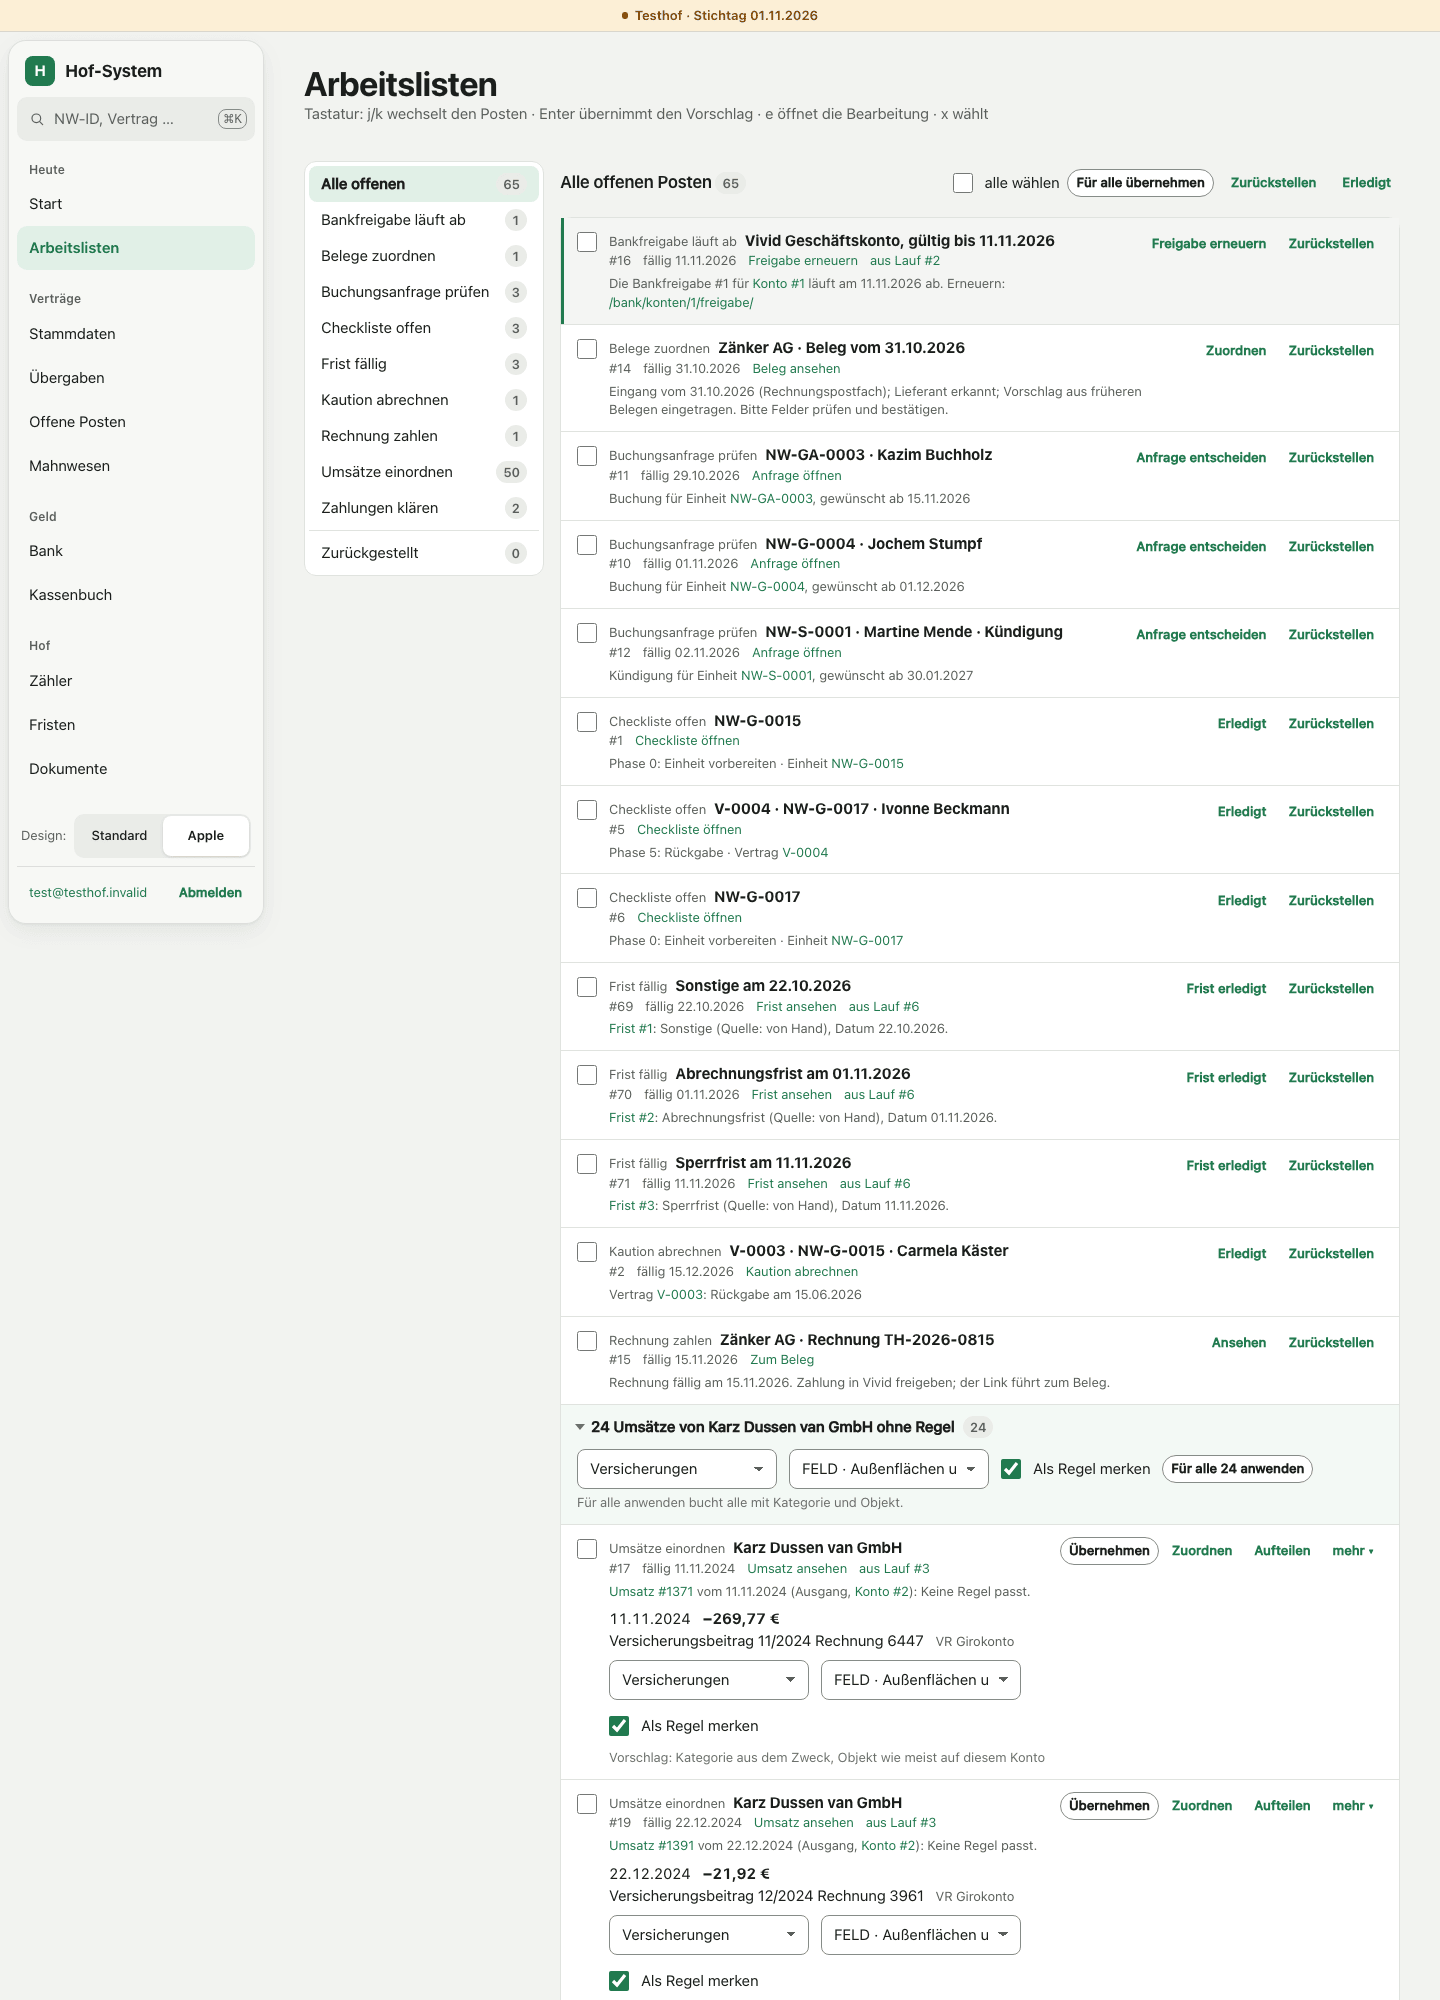 Testhof · Stichtag 01.11.2026
H Hof-System
NW-ID, Vertrag ... ⌘K
Heute
Start
Arbeitslisten
Verträge
Stammdaten
Übergaben
Offene Posten
Mahnwesen
Geld
Bank
Kassenbuch
Hof
Zähler
Fristen
Dokumente
Design: Standard Apple
test@testhof.invalid Abmelden
Arbeitslisten
Tastatur: j/k wechselt den Posten · Enter übernimmt den Vorschlag · e öffnet die Bearbeitung · x wählt
Alle offenen 65
Bankfreigabe läuft ab 1
Belege zuordnen 1
Buchungsanfrage prüfen 3
Checkliste offen 3
Frist fällig 3
Kaution abrechnen 1
Rechnung zahlen 1
Umsätze einordnen 50
Zahlungen klären 2
Zurückgestellt 0
Alle offenen Posten 65 alle wählen Für alle übernehmen Zurückstellen Erledigt
Bankfreigabe läuft ab Vivid Geschäftskonto, gültig bis 11.11.2026 Freigabe erneuern Zurückstellen
#16 fällig 11.11.2026 Freigabe erneuern aus Lauf #2
Die Bankfreigabe #1 für Konto #1 läuft am 11.11.2026 ab. Erneuern:
/bank/konten/1/freigabe/
Belege zuordnen Zänker AG · Beleg vom 31.10.2026 Zuordnen Zurückstellen
#14 fällig 31.10.2026 Beleg ansehen
Eingang vom 31.10.2026 (Rechnungspostfach); Lieferant erkannt; Vorschlag aus früheren
Belegen eingetragen. Bitte Felder prüfen und bestätigen.
Buchungsanfrage prüfen NW-GA-0003 · Kazim Buchholz Anfrage entscheiden Zurückstellen
#11 fällig 29.10.2026 Anfrage öffnen
Buchung für Einheit NW-GA-0003, gewünscht ab 15.11.2026
Buchungsanfrage prüfen NW-G-0004 · Jochem Stumpf Anfrage entscheiden Zurückstellen
#10 fällig 01.11.2026 Anfrage öffnen
Buchung für Einheit NW-G-0004, gewünscht ab 01.12.2026
Buchungsanfrage prüfen NW-S-0001 · Martine Mende · Kündigung Anfrage entscheiden Zurückstellen
#12 fällig 02.11.2026 Anfrage öffnen
Kündigung für Einheit NW-S-0001, gewünscht ab 30.01.2027
Checkliste offen NW-G-0015 Erledigt Zurückstellen
#1 Checkliste öffnen
Phase 0: Einheit vorbereiten · Einheit NW-G-0015
Checkliste offen V-0004 · NW-G-0017 · Ivonne Beckmann Erledigt Zurückstellen
#5 Checkliste öffnen
Phase 5: Rückgabe · Vertrag V-0004
Checkliste offen NW-G-0017 Erledigt Zurückstellen
#6 Checkliste öffnen
Phase 0: Einheit vorbereiten · Einheit NW-G-0017
Frist fällig Sonstige am 22.10.2026 Frist erledigt Zurückstellen
#69 fällig 22.10.2026 Frist ansehen aus Lauf #6
Frist #1: Sonstige (Quelle: von Hand), Datum 22.10.2026.
Frist fällig Abrechnungsfrist am 01.11.2026 Frist erledigt Zurückstellen
#70 fällig 01.11.2026 Frist ansehen aus Lauf #6
Frist #2: Abrechnungsfrist (Quelle: von Hand), Datum 01.11.2026.
Frist fällig Sperrfrist am 11.11.2026 Frist erledigt Zurückstellen
#71 fällig 11.11.2026 Frist ansehen aus Lauf #6
Frist #3: Sperrfrist (Quelle: von Hand), Datum 11.11.2026.
Kaution abrechnen V-0003 · NW-G-0015 · Carmela Käster Erledigt Zurückstellen
#2 fällig 15.12.2026 Kaution abrechnen
Vertrag V-0003: Rückgabe am 15.06.2026
Rechnung zahlen Zänker AG · Rechnung TH-2026-0815 Ansehen Zurückstellen
#15 fällig 15.11.2026 Zum Beleg
Rechnung fällig am 15.11.2026. Zahlung in Vivid freigeben; der Link führt zum Beleg.
24 Umsätze von Karz Dussen van GmbH ohne Regel 24
Versicherungen FELD · Außenflächen u Als Regel merken Für alle 24 anwenden
Für alle anwenden bucht alle mit Kategorie und Objekt.
Umsätze einordnen Karz Dussen van GmbH Übernehmen Zuordnen Aufteilen mehr ▾
#17 fällig 11.11.2024 Umsatz ansehen aus Lauf #3
Umsatz #1371 vom 11.11.2024 (Ausgang, Konto #2): Keine Regel passt.
11.11.2024 −269,77 €
Versicherungsbeitrag 11/2024 Rechnung 6447 VR Girokonto
Versicherungen FELD · Außenflächen u
Als Regel merken
Vorschlag: Kategorie aus dem Zweck, Objekt wie meist auf diesem Konto
Umsätze einordnen Karz Dussen van GmbH Übernehmen Zuordnen Aufteilen mehr ▾
#19 fällig 22.12.2024 Umsatz ansehen aus Lauf #3
Umsatz #1391 vom 22.12.2024 (Ausgang, Konto #2): Keine Regel passt.
22.12.2024 −21,92 €
Versicherungsbeitrag 12/2024 Rechnung 3961 VR Girokonto
Versicherungen FELD · Außenflächen u
Als Regel merken